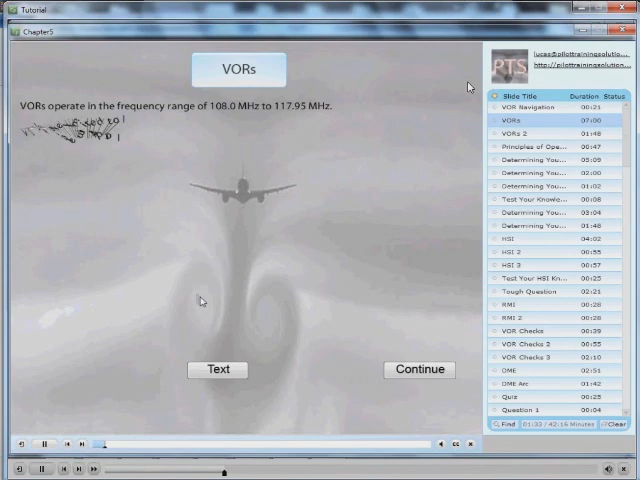 Tutorial
Chapter5
VORs
VORs operate in the frequency range of 108.0 MHz to 117.95 MHz.
Text
Continue
PTS
lucas@pilottrainingsolutio...
http://pilottrainingsolution...
Slide Title Duration Status
VOR Navigation 00:21
VORs 07:00
VORs 2 01:48
Principles of Ope... 00:47
Determining You... 05:09
Determining You... 02:00
Determining You... 01:02
Test Your Knowle... 00:08
Determining You... 03:04
Determining You... 01:48
HSI 04:02
HSI 2 00:55
HSI 3 00:57
Test Your HSI Kn... 00:25
Tough Question 02:21
RMI 00:28
RMI 2 00:28
VOR Checks 00:39
VOR Checks 2 00:55
VOR Checks 3 02:10
DME 02:51
DME Arc 01:42
Quiz 00:25
Question 1 00:04
Find 01:33 / 42:16 Minutes Clear
CC